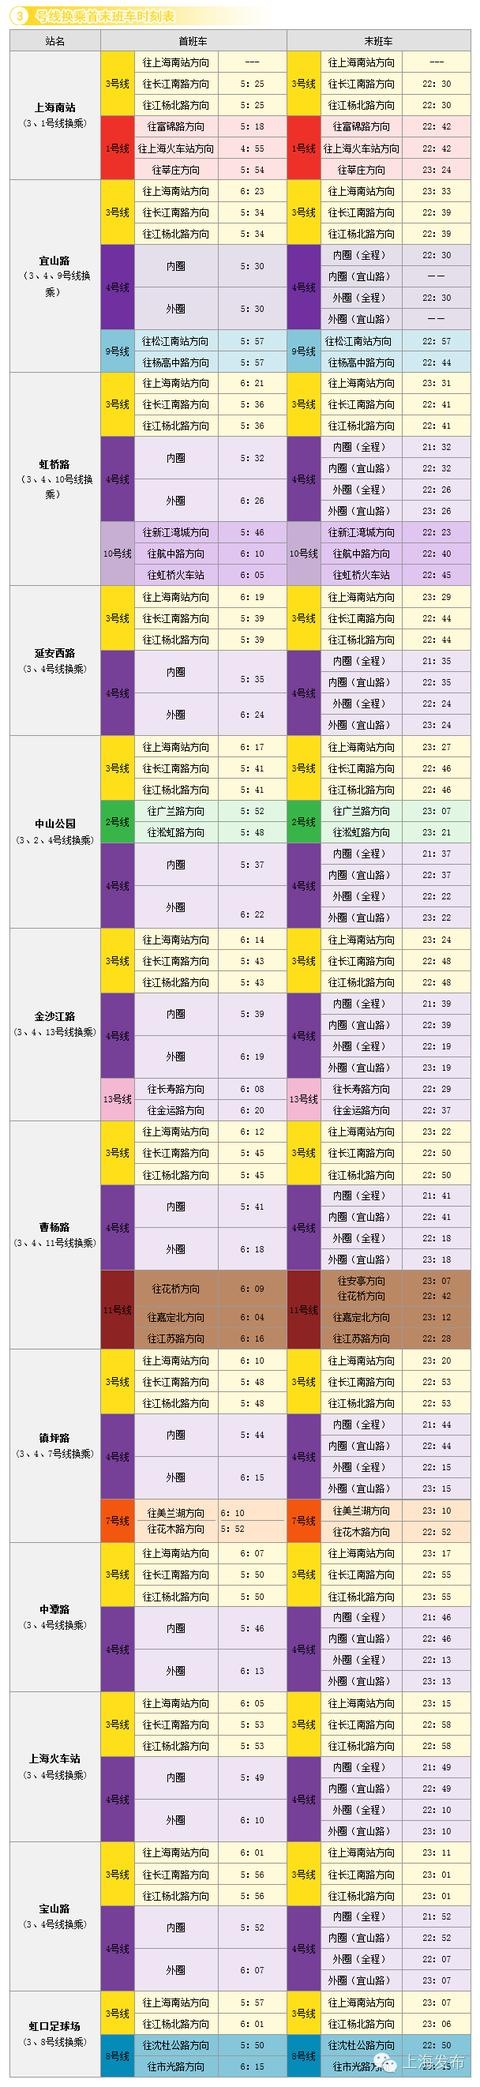 3 号线换乘首末班车时刻表
站名 首班车 末班车
上海南站
(3、1号线换乘)
3号线 往上海南站方向 --- 3号线 往上海南站方向 ---
往长江南路方向 5: 25 往长江南路方向 22: 30
往江杨北路方向 5: 25 往江杨北路方向 22: 30
1号线 往富锦路方向 5: 18 1号线 往富锦路方向 22: 42
往上海火车站方向 4: 55 往上海火车站方向 22: 42
往莘庄方向 5: 54 往莘庄方向 23: 24
宜山路
(3、4、9号线换乘)
3号线 往上海南站方向 6: 23 3号线 往上海南站方向 23: 33
往长江南路方向 5: 34 往长江南路方向 22: 39
往江杨北路方向 5: 34 往江杨北路方向 22: 39
4号线 内圈 5: 30 4号线 内圈（全程） 22: 30
内圈（宜山路） ——
外圈 5: 30 外圈（全程） 22: 30
外圈（宜山路） ——
9号线 往松江南站方向 5: 57 9号线 往松江南站方向 22: 57
往杨高中路方向 5: 57 往杨高中路方向 22: 44
虹桥路
(3、4、10号线换乘)
3号线 往上海南站方向 6: 21 3号线 往上海南站方向 23: 31
往长江南路方向 5: 36 往长江南路方向 22: 41
往江杨北路方向 5: 36 往江杨北路方向 22: 41
4号线 内圈 5: 32 4号线 内圈（全程） 21: 32
内圈（宜山路） 22: 32
外圈 6: 26 外圈（全程） 22: 26
外圈（宜山路） 23: 26
10号线 往新江湾城方向 5: 46 10号线 往新江湾城方向 22: 23
往航中路方向 6: 10 往航中路方向 22: 40
往虹桥火车站 6: 05 往虹桥火车站 22: 45
延安西路
(3、4号线换乘)
3号线 往上海南站方向 6: 19 3号线 往上海南站方向 23: 29
往长江南路方向 5: 39 往长江南路方向 22: 44
往江杨北路方向 5: 39 往江杨北路方向 22: 44
4号线 内圈 5: 35 4号线 内圈（全程） 21: 35
内圈（宜山路） 22: 35
外圈 6: 24 外圈（全程） 22: 24
外圈（宜山路） 23: 24
中山公园
(3、2、4号线换乘)
3号线 往上海南站方向 6: 17 3号线 往上海南站方向 23: 27
往长江南路方向 5: 41 往长江南路方向 22: 46
往江杨北路方向 5: 41 往江杨北路方向 22: 46
2号线 往广兰路方向 5: 52 2号线 往广兰路方向 23: 07
往淞虹路方向 5: 48 往淞虹路方向 23: 21
4号线 内圈 5: 37 4号线 内圈（全程） 21: 37
内圈（宜山路） 22: 37
外圈 6: 22 外圈（全程） 22: 22
外圈（宜山路） 23: 22
金沙江路
(3、4、13号线换乘)
3号线 往上海南站方向 6: 14 3号线 往上海南站方向 23: 24
往长江南路方向 5: 43 往长江南路方向 22: 48
往江杨北路方向 5: 43 往江杨北路方向 22: 48
4号线 内圈 5: 39 4号线 内圈（全程） 21: 39
内圈（宜山路） 22: 39
外圈 6: 19 外圈（全程） 22: 19
外圈（宜山路） 23: 19
13号线 往长寿路方向 6: 08 13号线 往长寿路方向 22: 29
往金运路方向 6: 20 往金运路方向 22: 37
曹杨路
(3、4、11号线换乘)
3号线 往上海南站方向 6: 12 3号线 往上海南站方向 23: 22
往长江南路方向 5: 45 往长江南路方向 22: 50
往江杨北路方向 5: 45 往江杨北路方向 22: 50
4号线 内圈 5: 41 4号线 内圈（全程） 21: 41
内圈（宜山路） 22: 41
外圈 6: 18 外圈（全程） 22: 18
外圈（宜山路） 23: 18
11号线 往花桥方向 6: 09 11号线 往安亭方向 23: 07
往花桥方向 22: 42
往嘉定北方向 6: 04 往嘉定北方向 23: 12
往江苏路方向 6: 16 往江苏路方向 22: 28
镇坪路
(3、4、7号线换乘)
3号线 往上海南站方向 6: 10 3号线 往上海南站方向 23: 20
往长江南路方向 5: 48 往长江南路方向 22: 53
往江杨北路方向 5: 48 往江杨北路方向 22: 53
4号线 内圈 5: 44 4号线 内圈（全程） 21: 44
内圈（宜山路） 22: 44
外圈 6: 15 外圈（全程） 22: 15
外圈（宜山路） 23: 15
7号线 往美兰湖方向 6: 10 7号线 往美兰湖方向 23: 10
往花木路方向 5: 52 往花木路方向 22: 52
中潭路
(3、4号线换乘)
3号线 往上海南站方向 6: 07 3号线 往上海南站方向 23: 17
往长江南路方向 5: 50 往长江南路方向 22: 55
往江杨北路方向 5: 50 往江杨北路方向 23: 55
4号线 内圈 5: 46 4号线 内圈（全程） 21: 46
内圈（宜山路） 22: 46
外圈 6: 13 外圈（全程） 22: 13
外圈（宜山路） 23: 13
上海火车站
(3、4号线换乘)
3号线 往上海南站方向 6: 05 3号线 往上海南站方向 23: 15
往长江南路方向 5: 53 往长江南路方向 22: 58
往江杨北路方向 5: 53 往江杨北路方向 22: 58
4号线 内圈 5: 49 4号线 内圈（全程） 21: 49
内圈（宜山路） 22: 49
外圈 6: 10 外圈（全程） 22: 10
外圈（宜山路） 23: 10
宝山路
(3、4号线换乘)
3号线 往上海南站方向 6: 01 3号线 往上海南站方向 23: 11
往长江南路方向 5: 56 往长江南路方向 23: 01
往江杨北路方向 5: 56 往江杨北路方向 23: 01
4号线 内圈 5: 52 4号线 内圈（全程） 21: 52
内圈（宜山路） 22: 52
外圈 6: 07 外圈（全程） 22: 07
外圈（宜山路） 23: 07
虹口足球场
(3、8号线换乘)
3号线 往上海南站方向 5: 57 3号线 往上海南站方向 23: 07
往江杨北路方向 6: 01 往江杨北路方向 23: 06
8号线 往沈杜公路方向 5: 50 8号线 往沈杜公路方向 22: 50
往市光路方向 6: 15 往市光路方向
上海发布